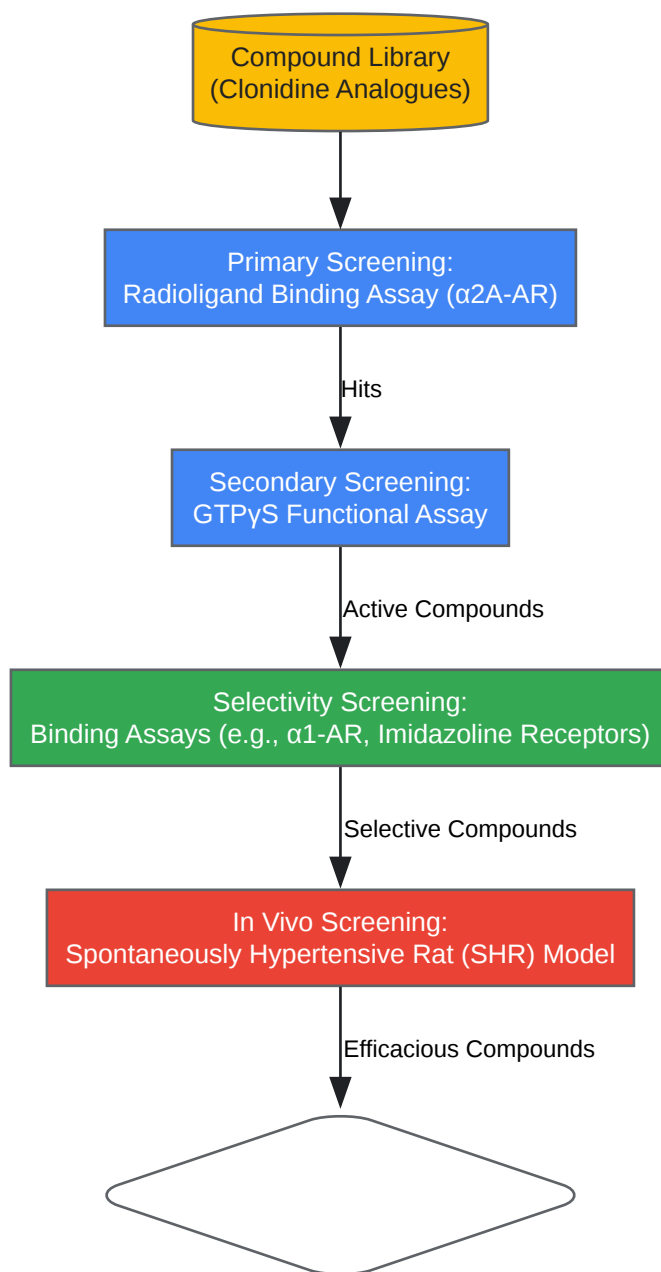 Compound Library
(Clonidine Analogues)
Primary Screening:
Radioligand Binding Assay (α2A-AR)
Hits
Secondary Screening:
GTPγS Functional Assay
Active Compounds
Selectivity Screening:
Binding Assays (e.g., α1-AR, Imidazoline Receptors)
Selective Compounds
In Vivo Screening:
Spontaneously Hypertensive Rat (SHR) Model
Efficacious Compounds